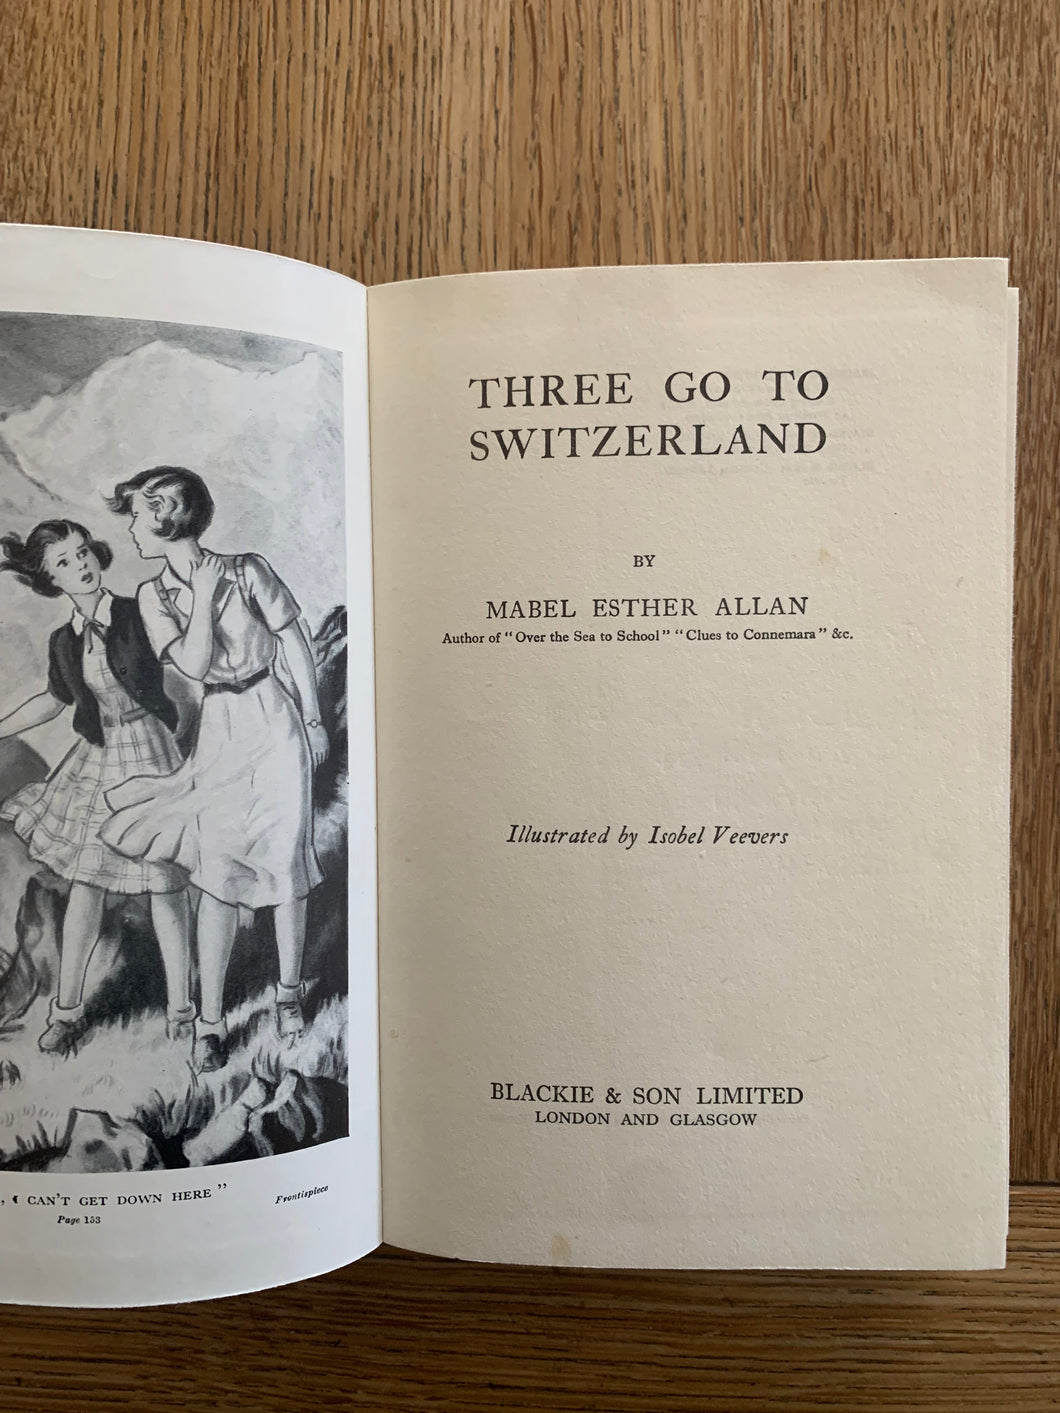 CAN'T GET DOWN HERE" Frontispiece
Page 153
THREE GO TO
SWITZERLAND
BY
MABEL ESTHER ALLAN
Author of "Over the Sea to School" "Clues to Connemara" &c.
Illustrated by Isobel Veevers
BLACKIE & SON LIMITED
LONDON AND GLASGOW